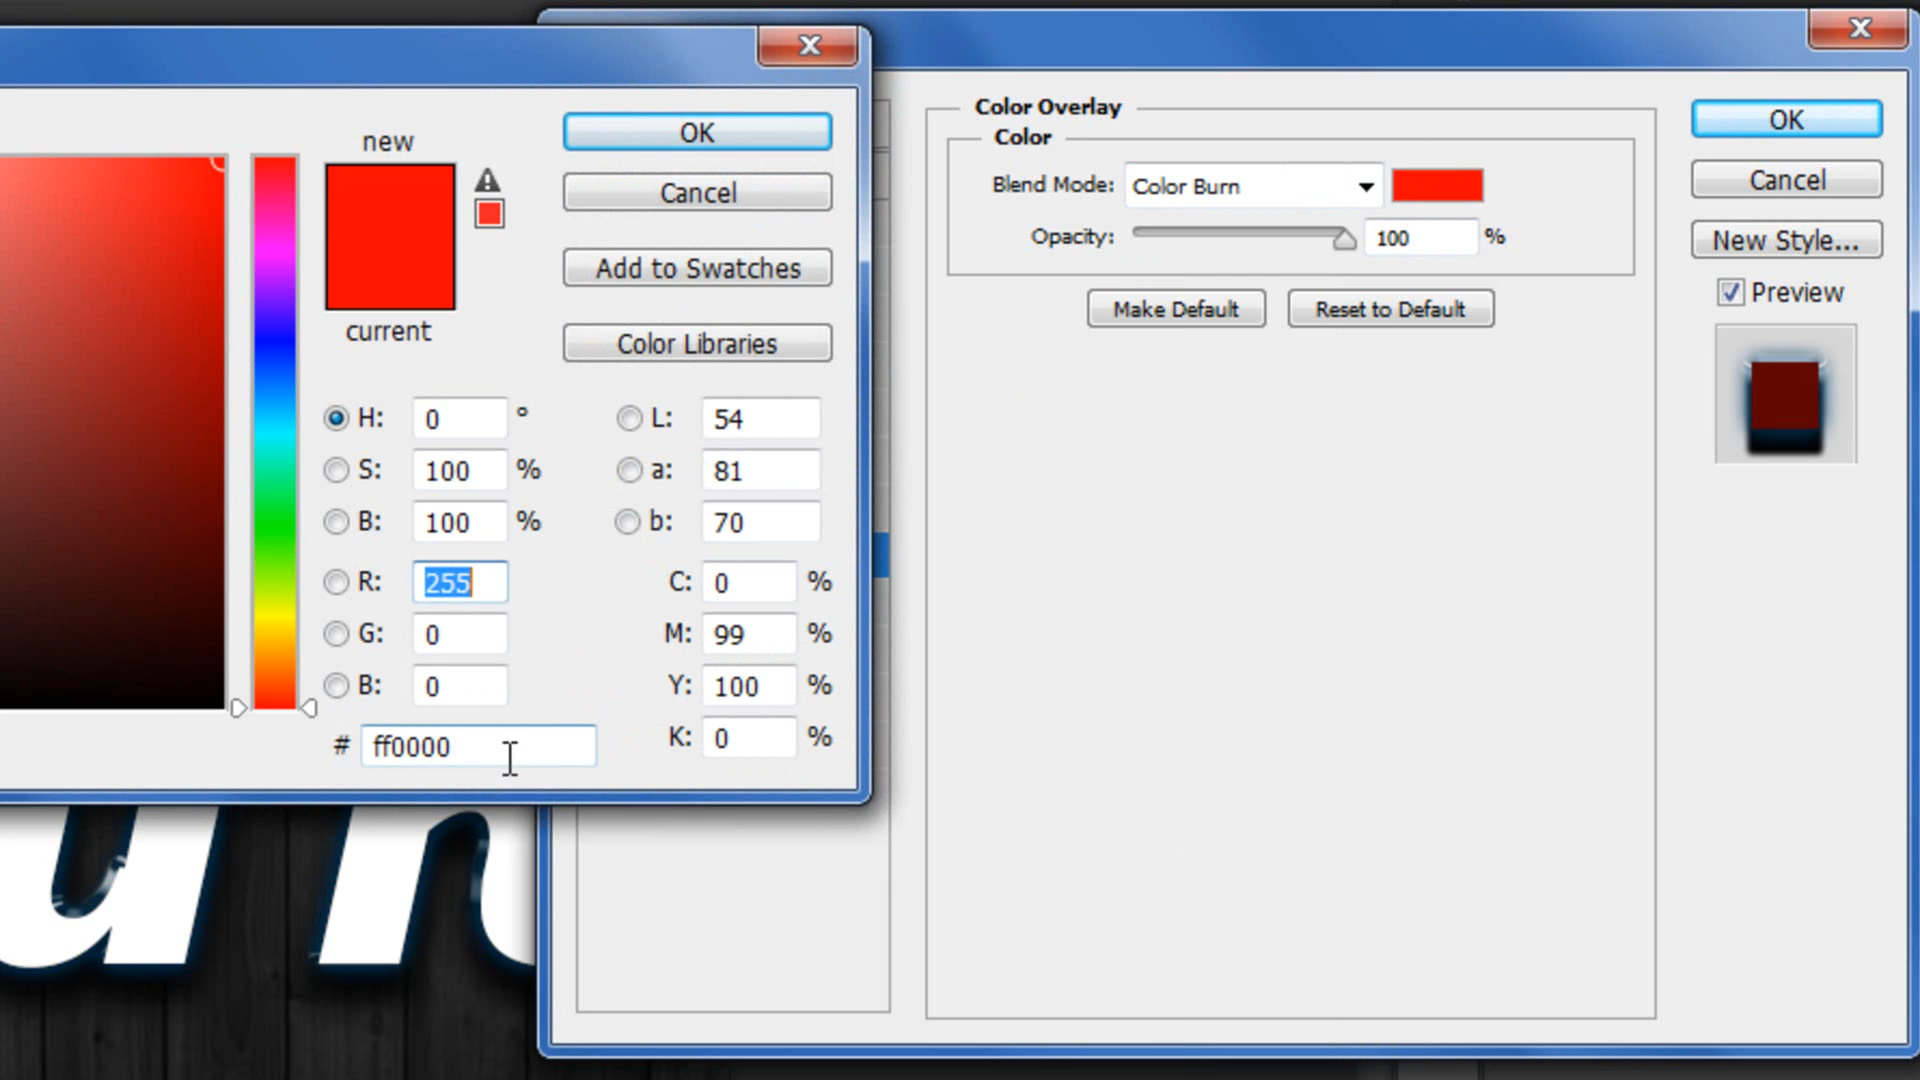 new
current
OK
Cancel
Add to Swatches
Color Libraries
H: 0 °
S: 100 %
B: 100 %
R: 255
G: 0
B: 0
# ff0000
L: 54
a: 81
b: 70
C: 0 %
M: 99 %
Y: 100 %
K: 0 %
Color Overlay
Color
Blend Mode: Color Burn
Opacity: 100 %
Make Default
Reset to Default
OK
Cancel
New Style...
Preview